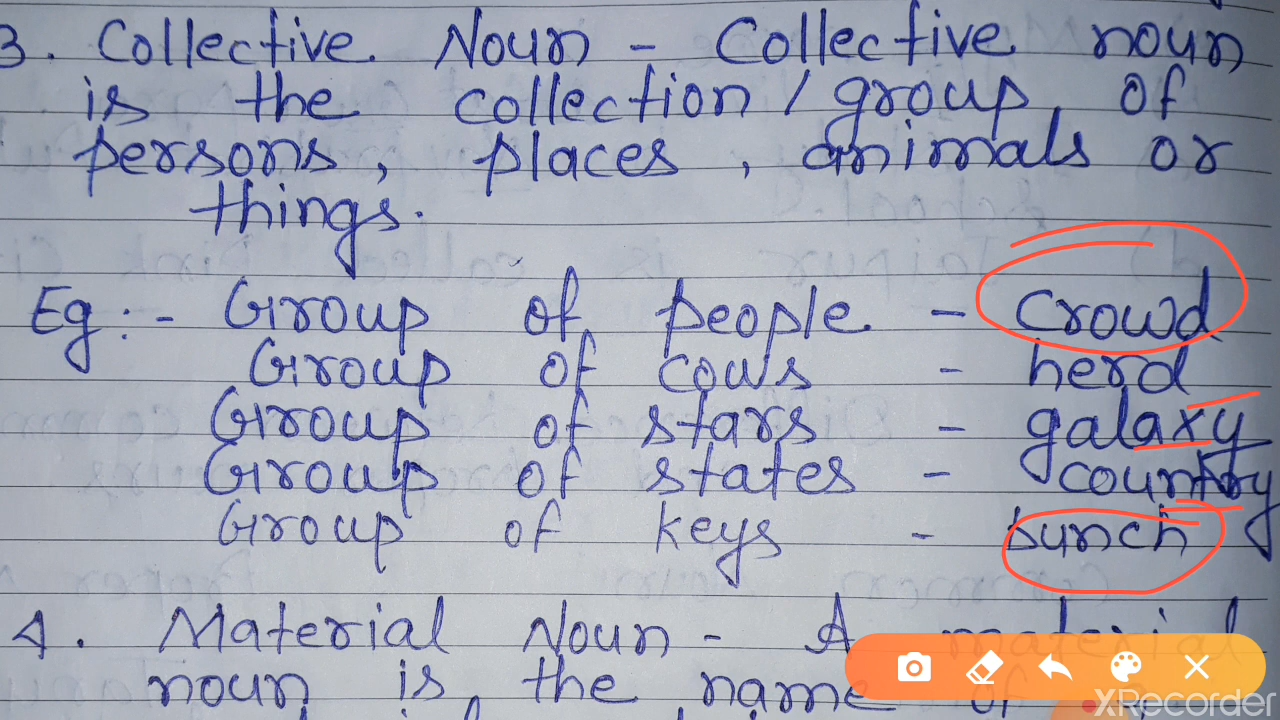 3. Collective Noun - Collective noun
is the collection / group of
persons, places, animals or
things.
Eg :- Group of people - Crowd
Group of cows - herd
Group of stars - galaxy
Group of states - country
Group of keys - bunch
4. Material Noun - A material
noun is the name of
XRecorder